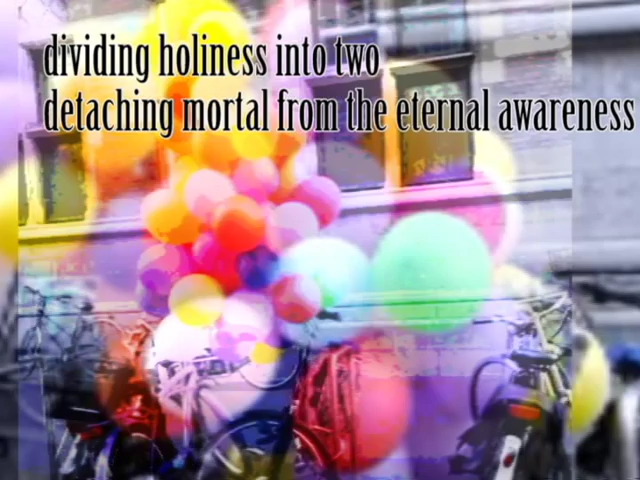 dividing holiness into two
detaching mortal from the eternal awareness